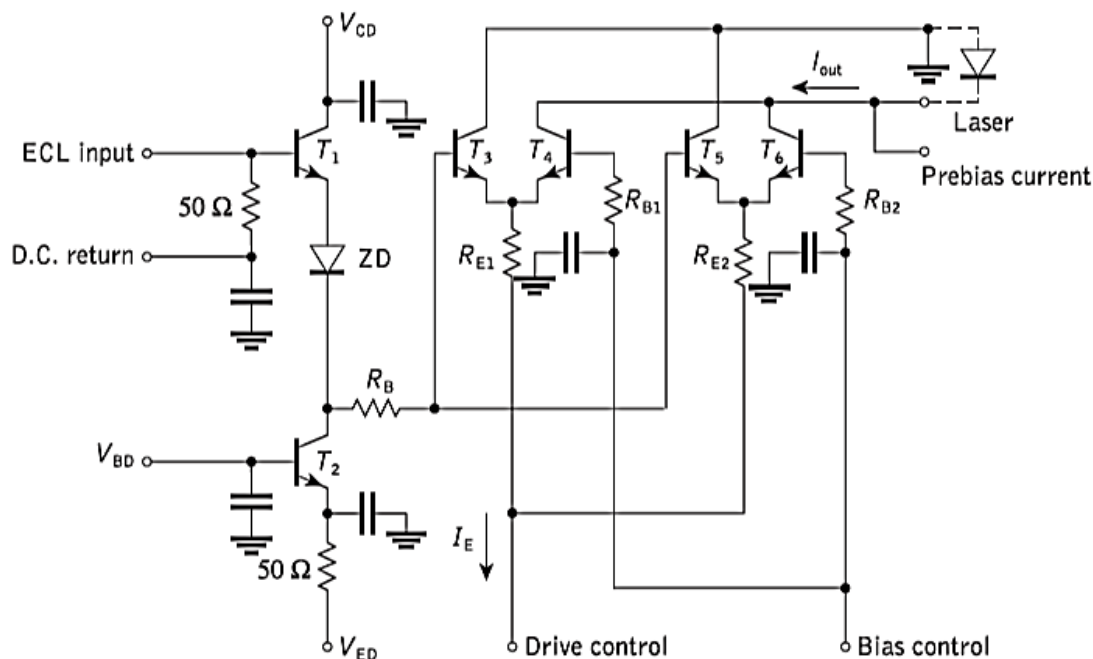 V_CD
I_out
Laser
ECL input
T_1
T_3
T_4
T_5
T_6
Prebias current
50 Ω
R_B1
R_B2
D.C. return
ZD
R_E1
R_E2
R_B
V_BD
T_2
I_E
50 Ω
V_ED
Drive control
Bias control